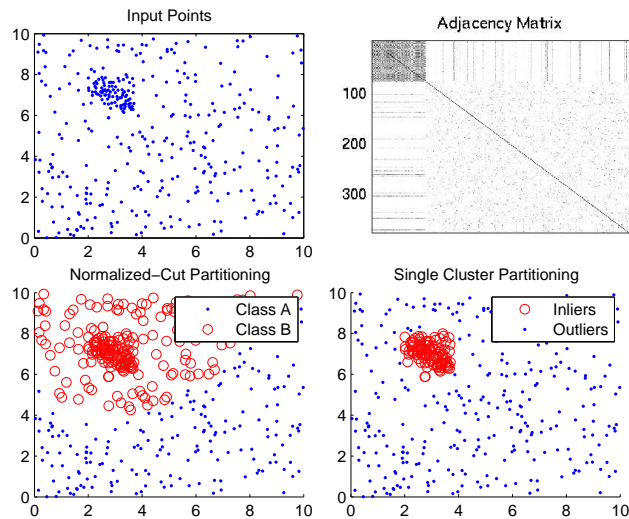 Input Points
10
8
6
4
2
0
0 2 4 6 8 10
Adjacency Matrix
100
200
300
Normalized−Cut Partitioning
10
8
6
4
2
0
0 2 4 6 8 10
Class A
Class B
Single Cluster Partitioning
10
8
6
4
2
0
0 2 4 6 8 10
Inliers
Outliers